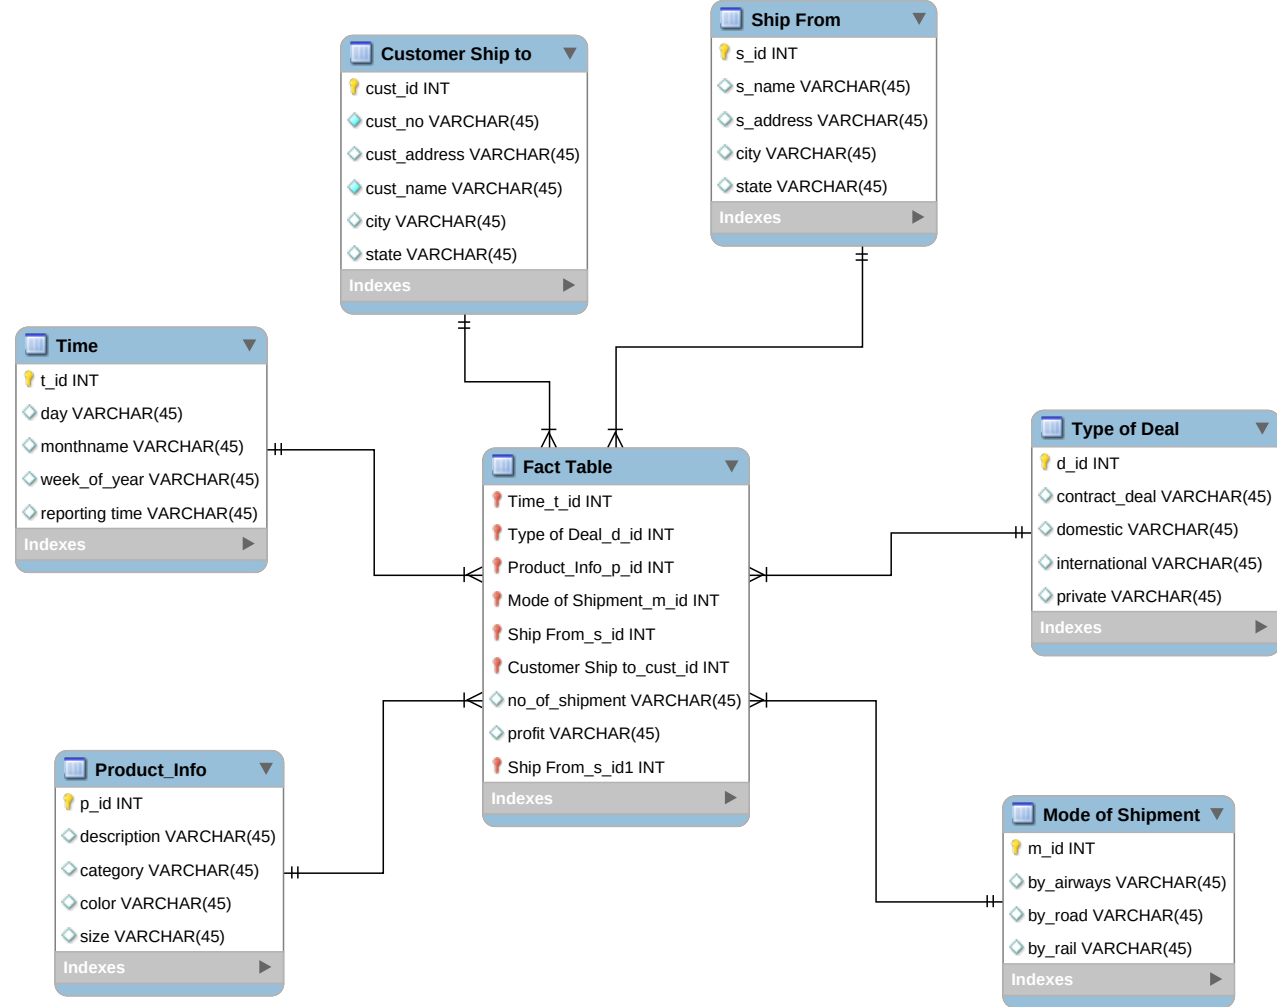 Ship From
s_id INT
s_name VARCHAR(45)
s_address VARCHAR(45)
city VARCHAR(45)
state VARCHAR(45)
Indexes
Customer Ship to
cust_id INT
cust_no VARCHAR(45)
cust_address VARCHAR(45)
cust_name VARCHAR(45)
city VARCHAR(45)
state VARCHAR(45)
Indexes
Time
t_id INT
day VARCHAR(45)
monthname VARCHAR(45)
week_of_year VARCHAR(45)
reporting time VARCHAR(45)
Indexes
Type of Deal
d_id INT
contract_deal VARCHAR(45)
domestic VARCHAR(45)
international VARCHAR(45)
private VARCHAR(45)
Indexes
Fact Table
Time_t_id INT
Type of Deal_d_id INT
Product_Info_p_id INT
Mode of Shipment_m_id INT
Ship From_s_id INT
Customer Ship to_cust_id INT
no_of_shipment VARCHAR(45)
profit VARCHAR(45)
Ship From_s_id1 INT
Indexes
Product_Info
p_id INT
description VARCHAR(45)
category VARCHAR(45)
color VARCHAR(45)
size VARCHAR(45)
Indexes
Mode of Shipment
m_id INT
by_airways VARCHAR(45)
by_road VARCHAR(45)
by_rail VARCHAR(45)
Indexes